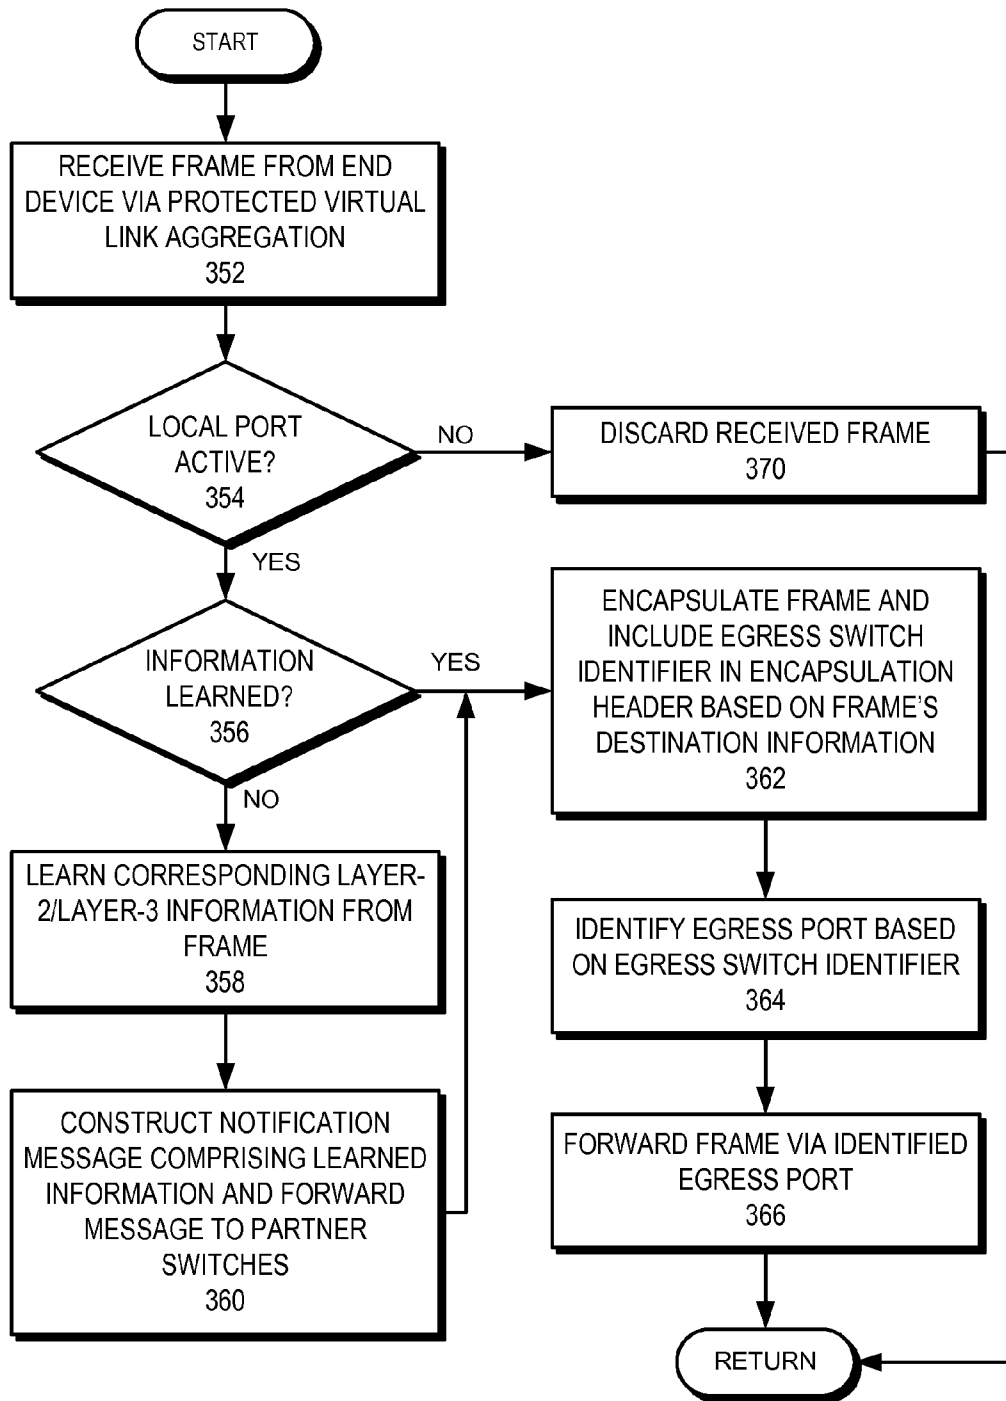 START
RECEIVE FRAME FROM END
DEVICE VIA PROTECTED VIRTUAL
LINK AGGREGATION
352
LOCAL PORT
ACTIVE?
354
NO
DISCARD RECEIVED FRAME
370
YES
INFORMATION
LEARNED?
356
YES
ENCAPSULATE FRAME AND
INCLUDE EGRESS SWITCH
IDENTIFIER IN ENCAPSULATION
HEADER BASED ON FRAME'S
DESTINATION INFORMATION
362
NO
LEARN CORRESPONDING LAYER-
2/LAYER-3 INFORMATION FROM
FRAME
358
IDENTIFY EGRESS PORT BASED
ON EGRESS SWITCH IDENTIFIER
364
CONSTRUCT NOTIFICATION
MESSAGE COMPRISING LEARNED
INFORMATION AND FORWARD
MESSAGE TO PARTNER
SWITCHES
360
FORWARD FRAME VIA IDENTIFIED
EGRESS PORT
366
RETURN